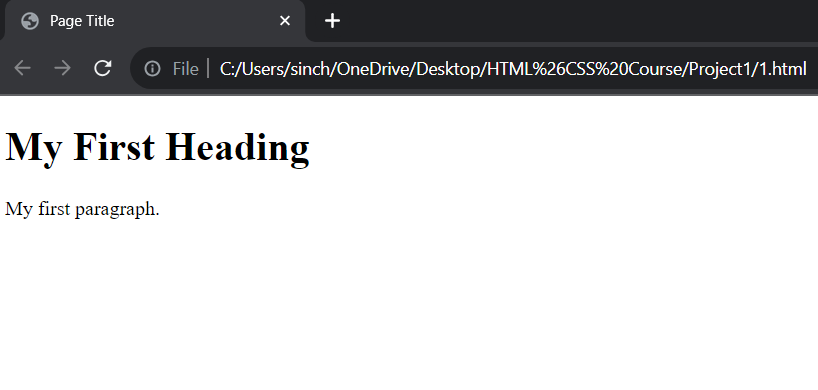 Page Title
File | C:/Users/sinch/OneDrive/Desktop/HTML%26CSS%20Course/Project1/1.html
My First Heading
My first paragraph.